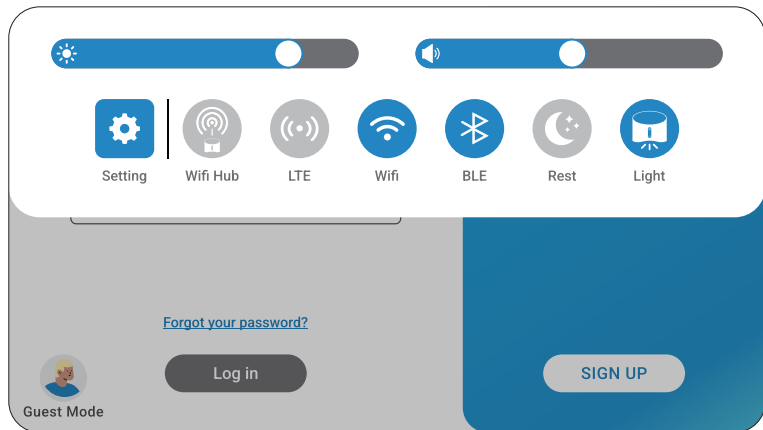 Setting
Wifi Hub
LTE
Wifi
BLE
Rest
Light
Forgot your password?
Log in
SIGN UP
Guest Mode